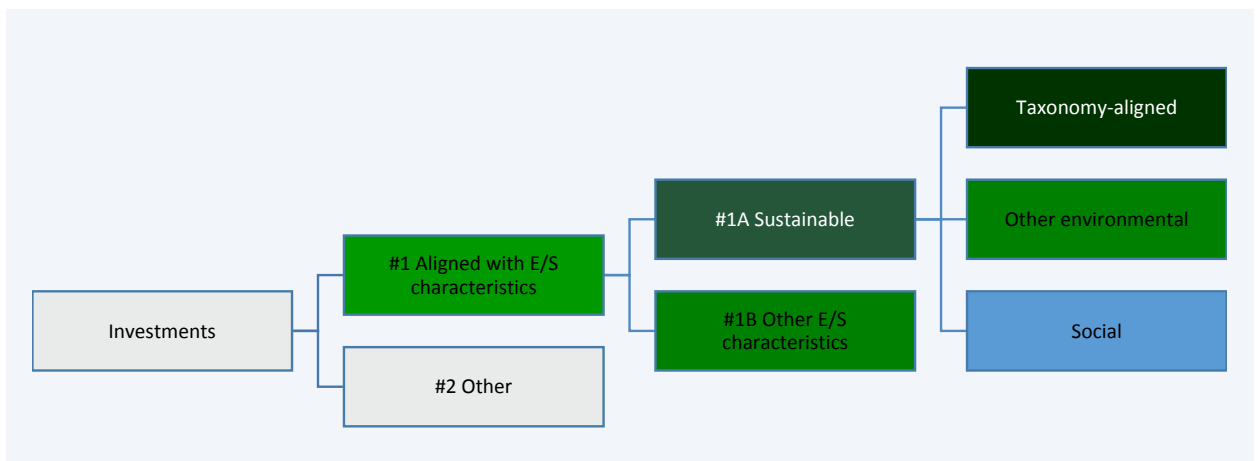 Investments
#1 Aligned with E/S
characteristics
#2 Other
#1A Sustainable
#1B Other E/S
characteristics
Taxonomy-aligned
Other environmental
Social